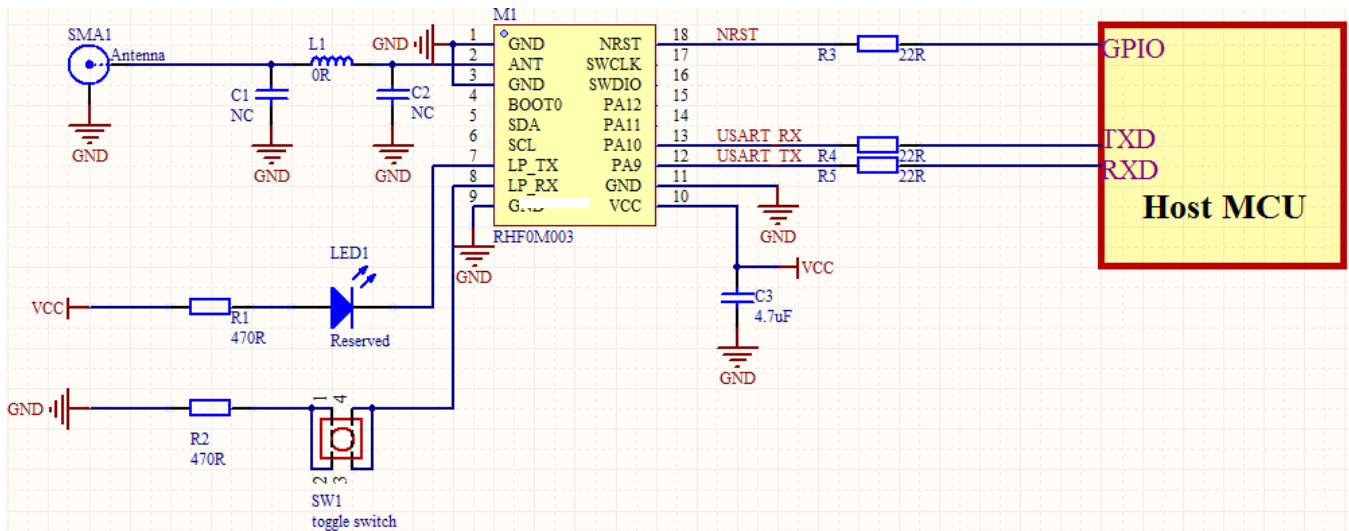 M1
SMA1
Antenna
GND
L1
0R
C1
NC
C2
NC
GND
GND
GND
1
2
3
4
5
6
7
8
9
GND
ANT
GND
BOOT0
SDA
SCL
LP_TX
LP_RX
GND
NRST
SWCLK
SWDIO
PA12
PA11
PA10
PA9
GND
VCC
18
17
16
15
14
13
12
11
10
RHF0M003
GND
NRST
R3
22R
USART_RX
USART_TX
R4
22R
R5
22R
GPIO
TXD
RXD
Host MCU
GND
VCC
C3
4.7uF
GND
LED1
VCC
R1
470R
Reserved
GND
R2
470R
1
4
2
3
SW1
toggle switch